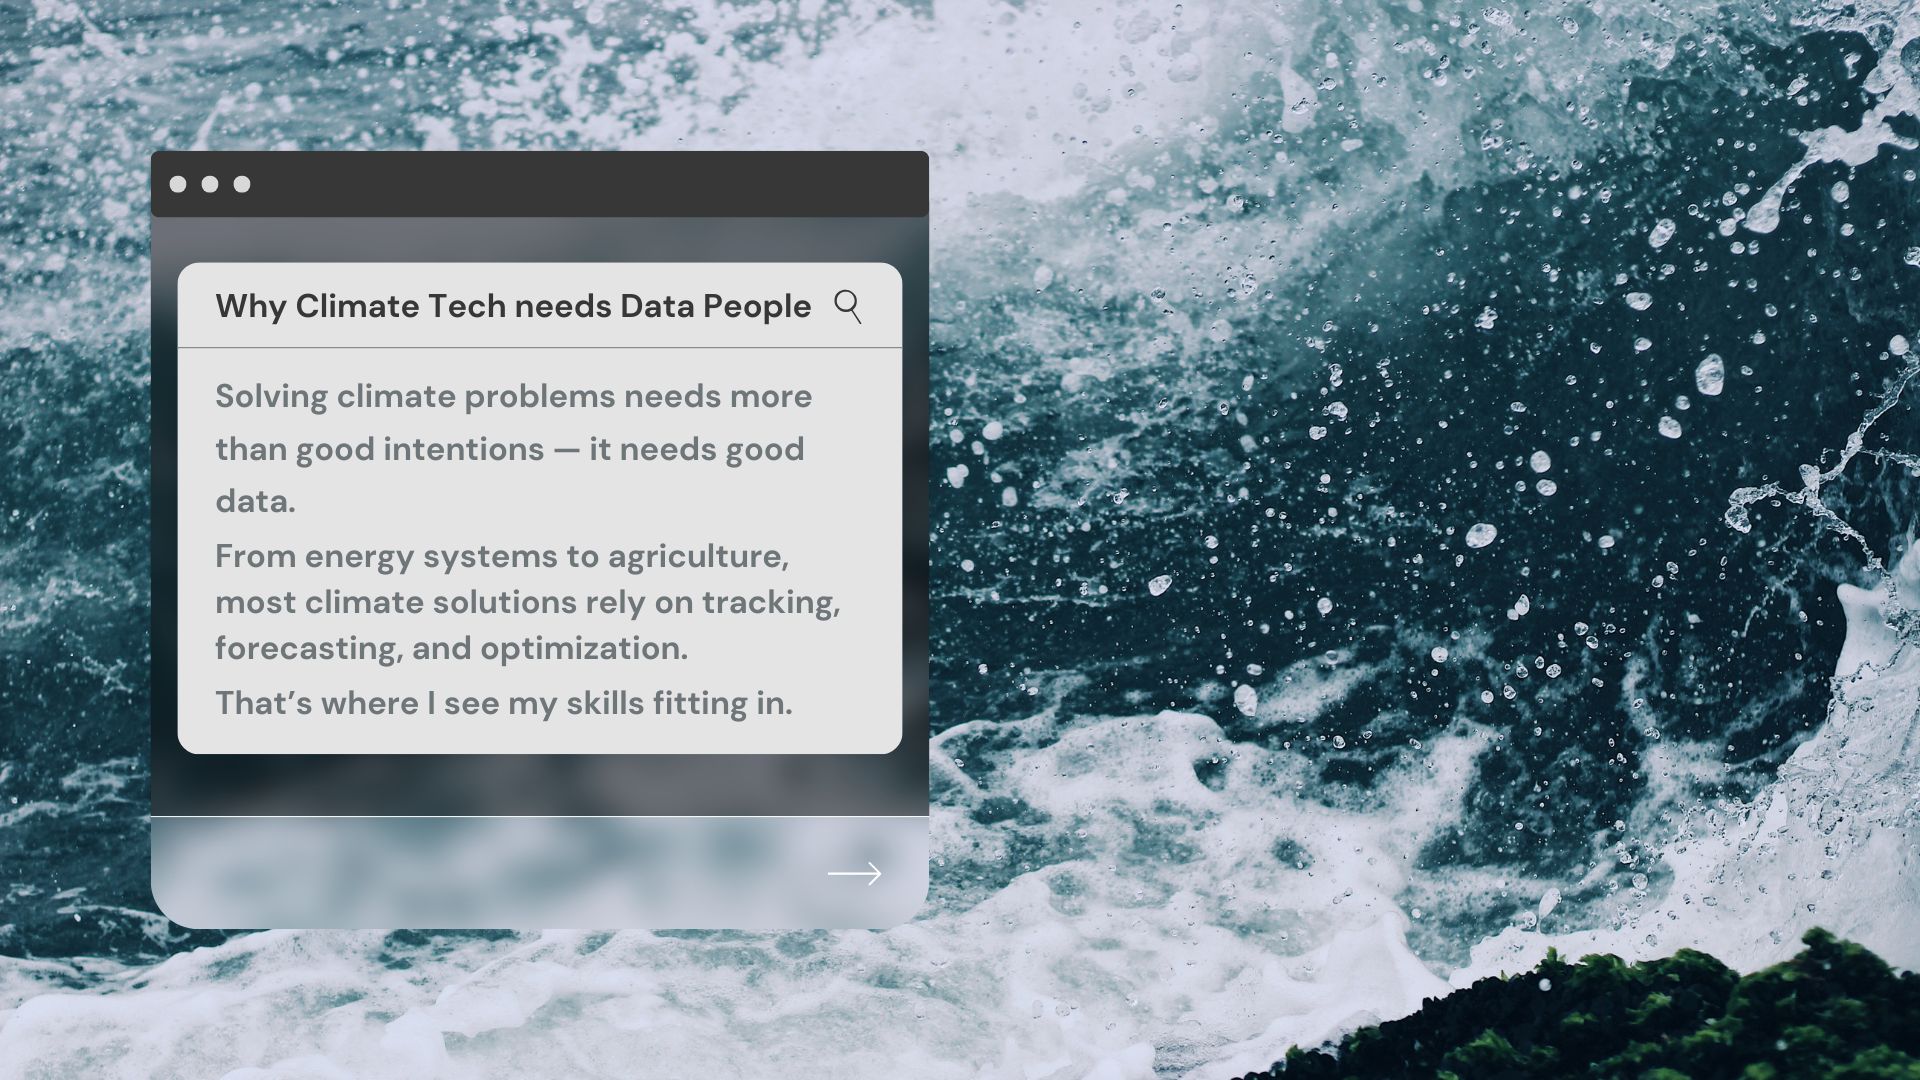 Why Climate Tech needs Data People
Solving climate problems needs more
than good intentions — it needs good
data.
From energy systems to agriculture,
most climate solutions rely on tracking,
forecasting, and optimization.
That’s where I see my skills fitting in.